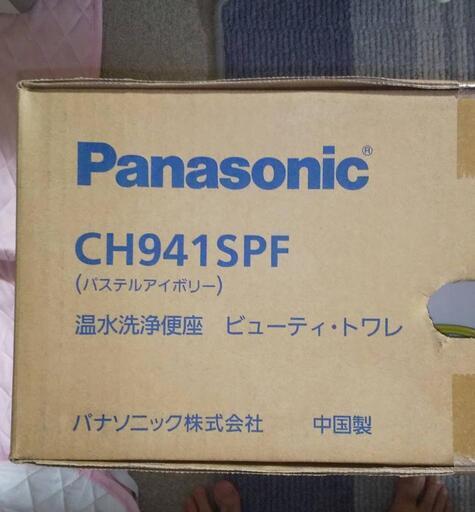 Panasonic®
CH941SPF
(パステルアイボリー)
温水洗浄便座 ビューティ・トワレ
パナソニック株式会社 中国製